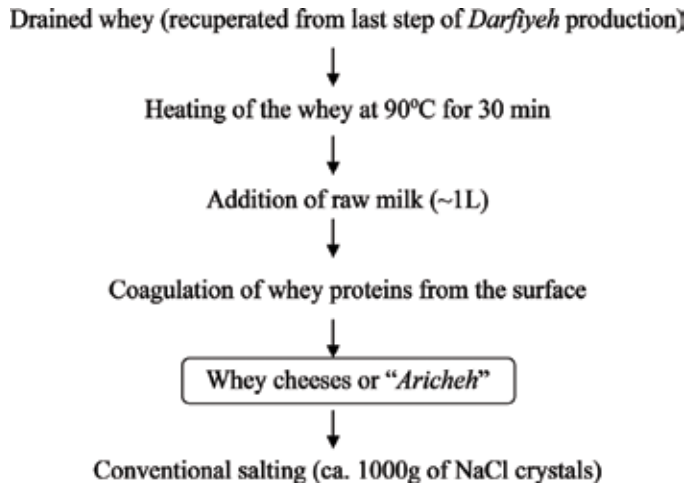 Drained whey (recuperated from last step of Darfiyeh production)
Heating of the whey at 90⁰C for 30 min
Addition of raw milk (~1L)
Coagulation of whey proteins from the surface
Whey cheeses or “Aricheh”
Conventional salting (ca. 1000g of NaCl crystals)